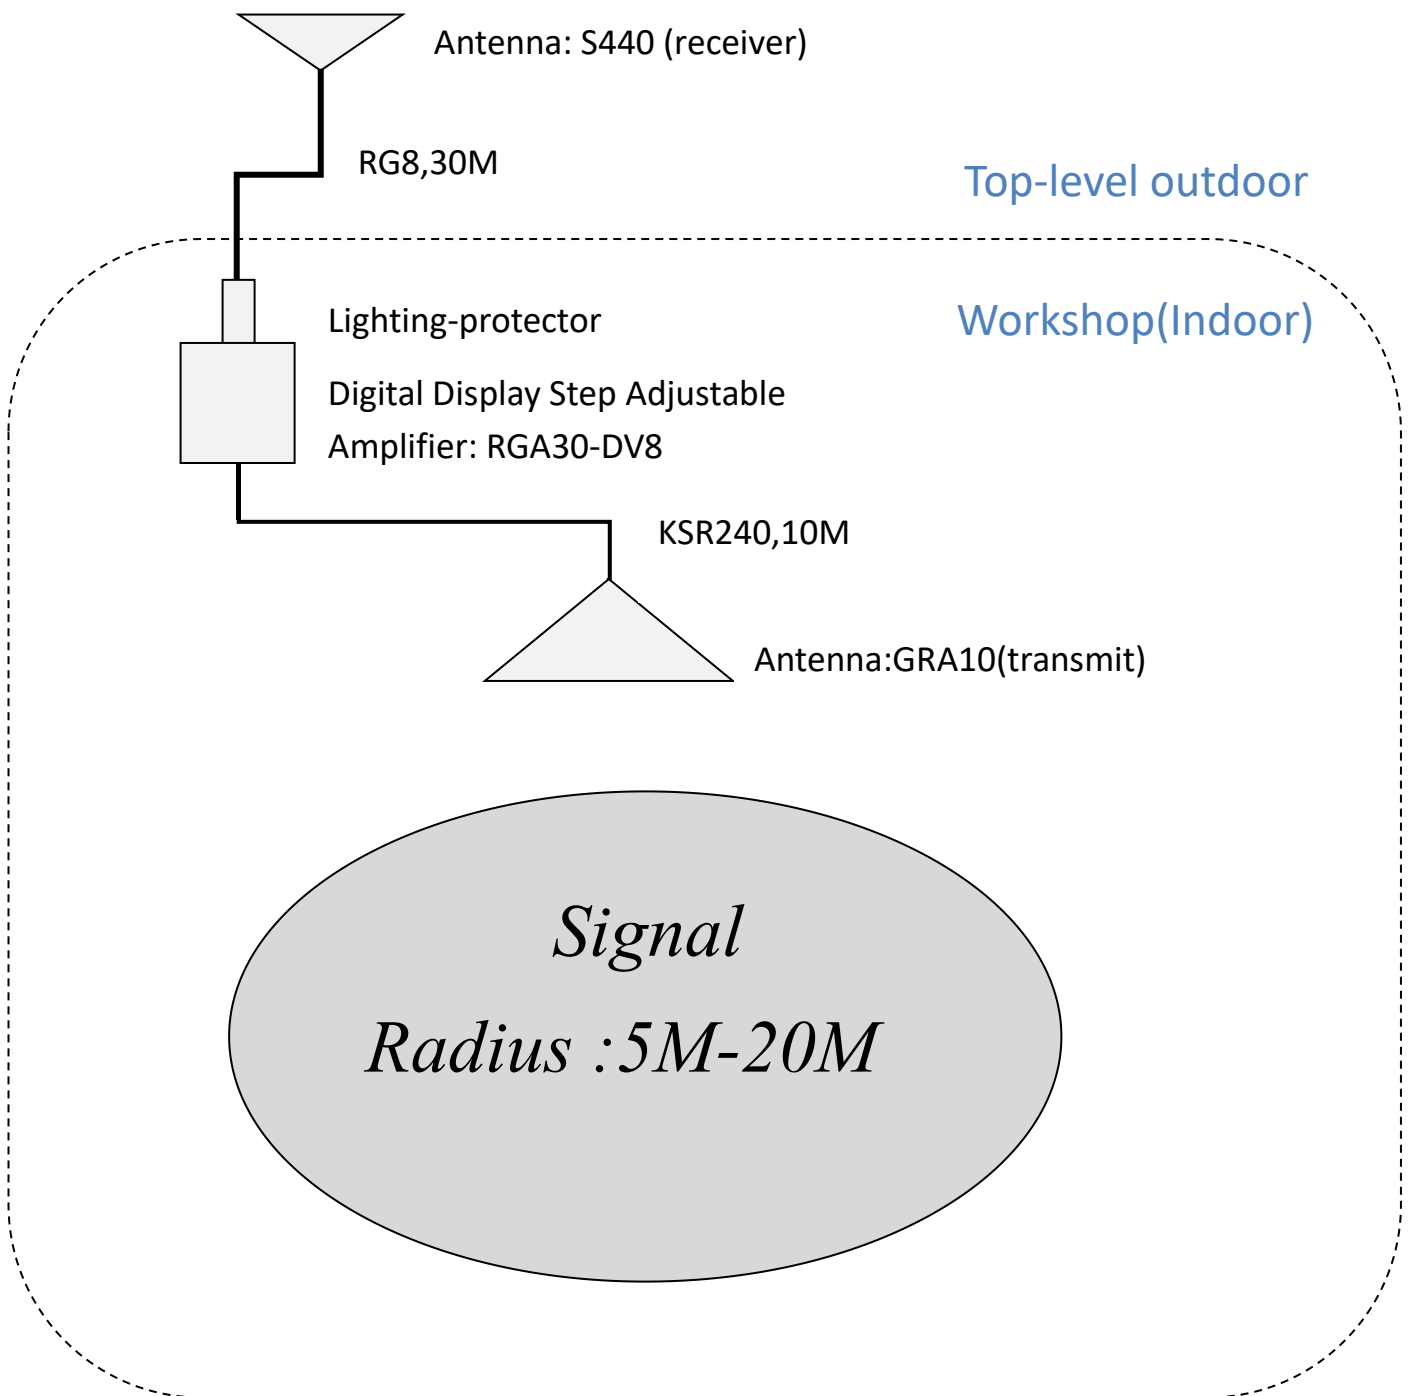 Antenna: S440 (receiver)
RG8,30M
Top-level outdoor
Workshop(Indoor)
Lighting-protector
Digital Display Step Adjustable
Amplifier: RGA30-DV8
KSR240,10M
Antenna:GRA10(transmit)
Signal
Radius :5M-20M